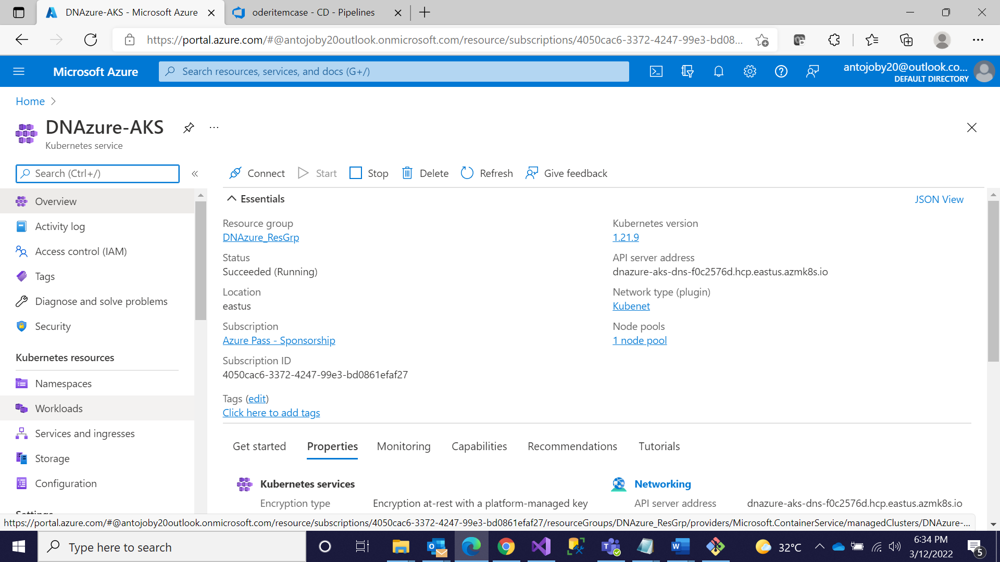 DNAzure-AKS - Microsoft Azure
oderitemcase - CD - Pipelines
https://portal.azure.com/#@antojoby20outlook.onmicrosoft.com/resource/subscriptions/4050cac6-3372-4247-99e3-bd08...
Microsoft Azure
Search resources, services, and docs (G+/)
antojoby20@outlook.co...
DEFAULT DIRECTORY
Home
DNAzure-AKS
Kubernetes service
Search (Ctrl+/)
Connect
Start
Stop
Delete
Refresh
Give feedback
Overview
Activity log
Access control (IAM)
Tags
Diagnose and solve problems
Security
Kubernetes resources
Namespaces
Workloads
Services and ingresses
Storage
Configuration
Settings
Essentials
JSON View
Resource group
DNAzure_ResGrp
Status
Succeeded (Running)
Location
eastus
Subscription
Azure Pass - Sponsorship
Subscription ID
4050cac6-3372-4247-99e3-bd0861efaf27
Tags (edit)
Click here to add tags
Kubernetes version
1.21.9
API server address
dnazure-aks-dns-f0c2576d.hcp.eastus.azmk8s.io
Network type (plugin)
Kubenet
Node pools
1 node pool
Get started
Properties
Monitoring
Capabilities
Recommendations
Tutorials
Kubernetes services
Encryption type
Encryption at-rest with a platform-managed key
Networking
API server address
dnazure-aks-dns-f0c2576d.hcp.eastus.azmk8s.io
https://portal.azure.com/#@antojoby20outlook.onmicrosoft.com/resource/subscriptions/4050cac6-3372-4247-99e3-bd0861efaf27/resourceGroups/DNAzure_ResGrp/providers/Microsoft.ContainerService/managedClusters/DNAzure-...
Type here to search
32°C
6:34 PM
3/12/2022
5